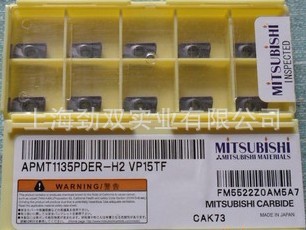 MITSUBISHI
INSPECTED
上海劲双实业有限公司
APMT1135PDER-H2 VP15TF
MITSUBISHI
MITSUBISHI MATERIALS
WARNING/警告
FM5522Z0AM5A7
MITSUBISHI CARBIDE
CAK73
MADE IN JAPAN